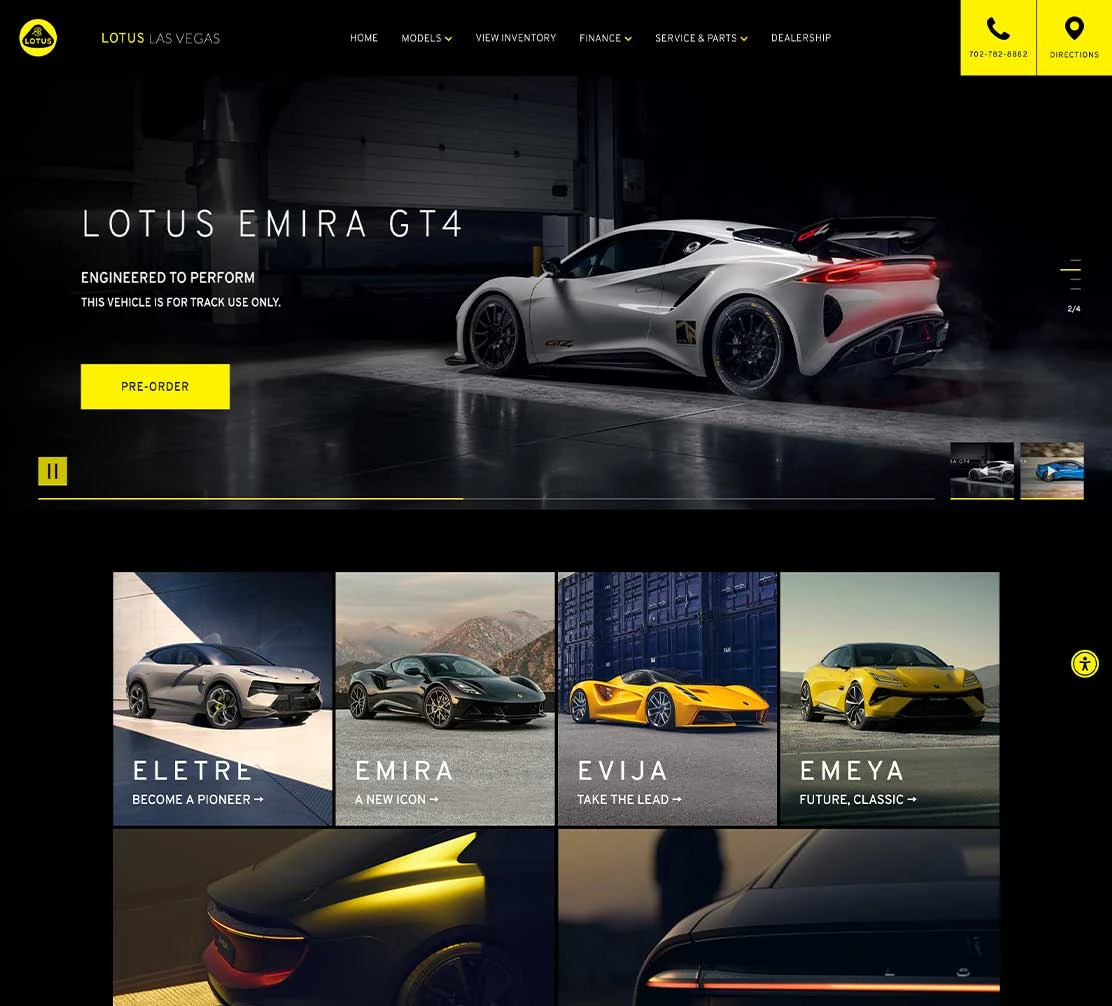 LOTUS
LOTUS LAS VEGAS
HOME
MODELS
VIEW INVENTORY
FINANCE
SERVICE & PARTS
DEALERSHIP
702-782-8862
DIRECTIONS
LOTUS EMIRA GT4
ENGINEERED TO PERFORM
THIS VEHICLE IS FOR TRACK USE ONLY.
2/4
PRE-ORDER
ELETRE
BECOME A PIONEER →
EMIRA
A NEW ICON →
EVIJA
TAKE THE LEAD →
EMEYA
FUTURE, CLASSIC →